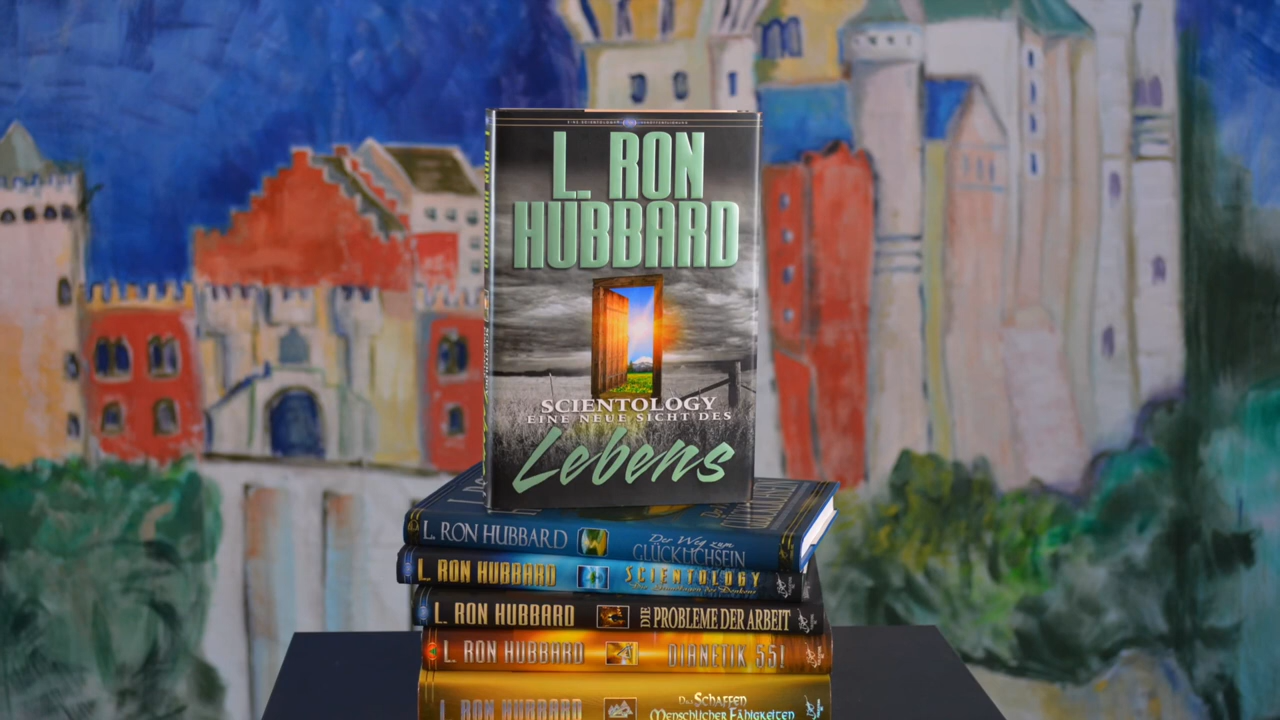 L. RON
HUBBARD
SCIENTOLOGY
EINE NEUE SICHT DES
Lebens
L. RON HUBBARD Der Weg zum
GLÜCKLICHSEIN
L. RON HUBBARD SCIENTOLOGY
L. RON HUBBARD DIE PROBLEME DER ARBEIT
L. RON HUBBARD DIANETIK 55!
L. RON HUBBARD Das SCHAFFEN
MENSCHLICHER FÄHIGKEITEN